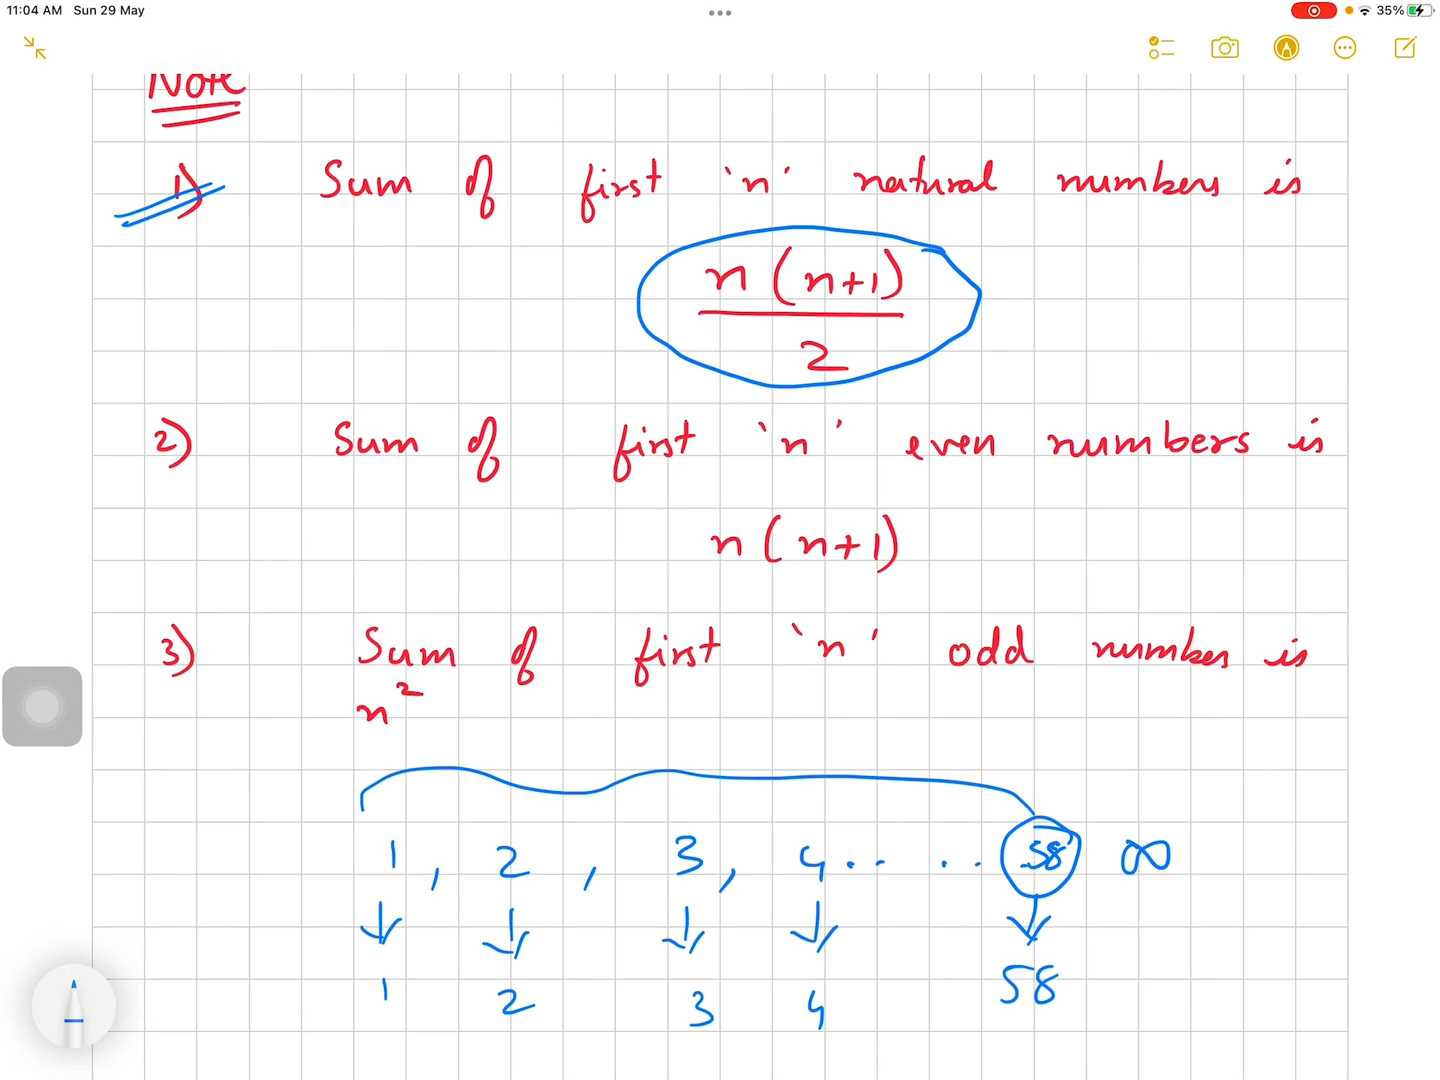 11:04 AM Sun 29 May
35%
Note
1) Sum of first 'n' natural numbers is
n (n+1)
2
2) Sum of first 'n' even numbers is
n (n+1)
3) Sum of first 'n' odd number is
n²
1, 2, 3, 4.. .. 58 ∞
1 2 3 4 58